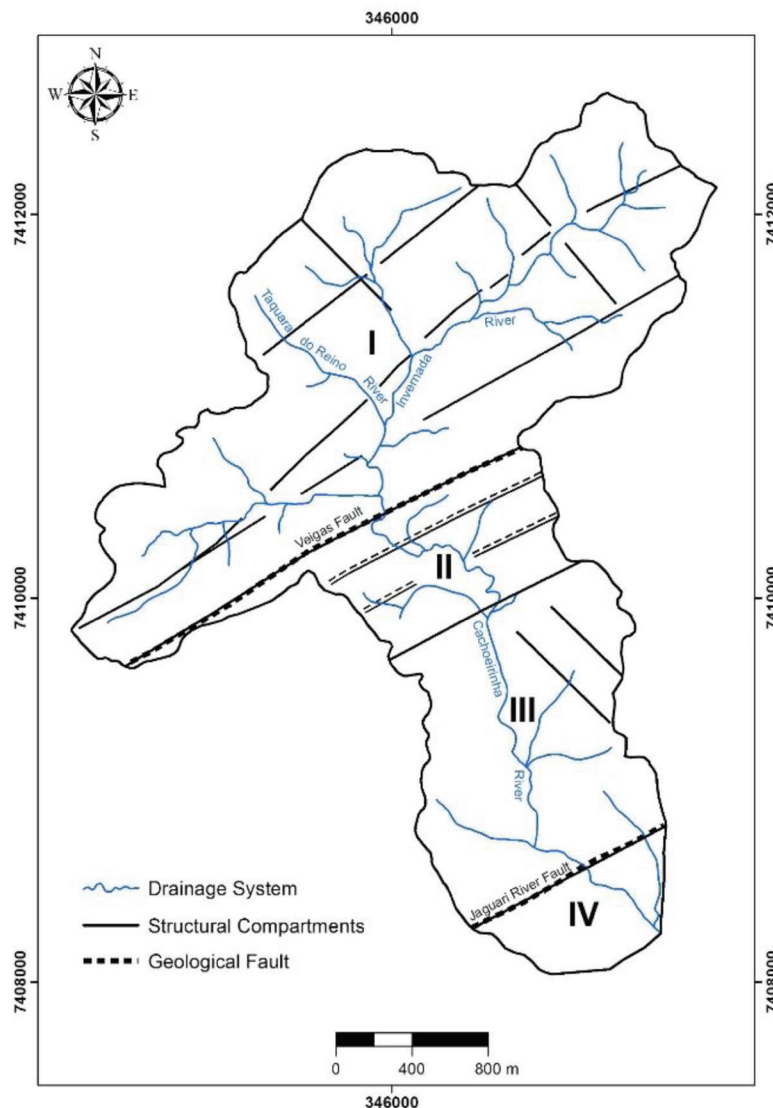 346000
N
W E
S
7412000
7412000
Taquara
do Reino
River
I
River
Invernada
Veigas Fault
II
7410000
7410000
Cachoeirinha
III
River
Jaguari River Fault
IV
Drainage System
Structural Compartments
Geological Fault
7408000
7408000
0 400 800 m
346000